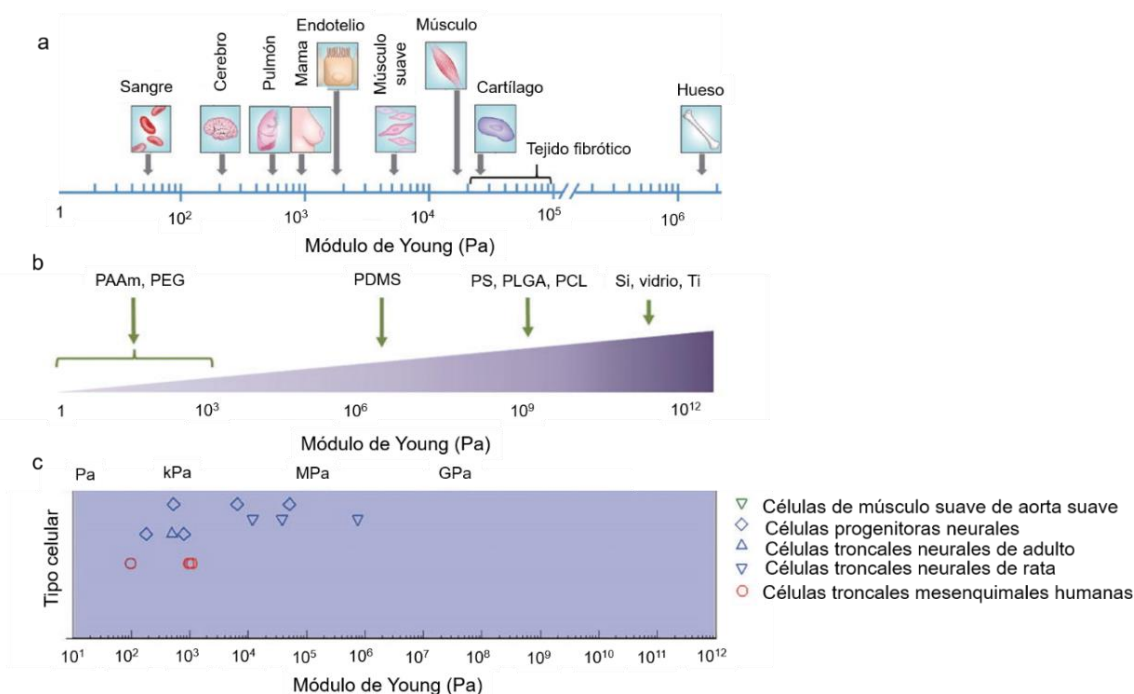 a
Sangre
Cerebro
Pulmón
Mama
Endotelio
Músculo
suave
Músculo
Cartílago
Tejido fibrótico
Hueso
1 10² 10³ 10⁴ 10⁵ 10⁶
Módulo de Young (Pa)
b
PAAm, PEG PDMS PS, PLGA, PCL Si, vidrio, Ti
1 10³ 10⁶ 10⁹ 10¹²
Módulo de Young (Pa)
c
Pa kPa MPa GPa
Tipo celular
10¹ 10² 10³ 10⁴ 10⁵ 10⁶ 10⁷ 10⁸ 10⁹ 10¹⁰ 10¹¹ 10¹²
Módulo de Young (Pa)
Células de músculo suave de aorta suave
Células progenitoras neurales
Células troncales neurales de adulto
Células troncales neurales de rata
Células troncales mesenquimales humanas